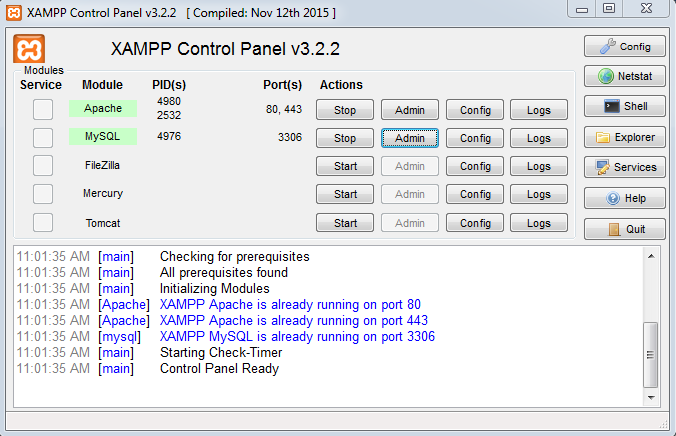 XAMPP Control Panel v3.2.2 [ Compiled: Nov 12th 2015 ]
XAMPP Control Panel v3.2.2
Config
Modules
Service Module PID(s) Port(s) Actions
Netstat
Apache 4980 2532 80, 443 Stop Admin Config Logs
Shell
MySQL 4976 3306 Stop Admin Config Logs
Explorer
FileZilla Start Admin Config Logs
Services
Mercury Start Admin Config Logs
Help
Tomcat Start Admin Config Logs
Quit
11:01:35 AM [main] Checking for prerequisites
11:01:35 AM [main] All prerequisites found
11:01:35 AM [main] Initializing Modules
11:01:35 AM [Apache] XAMPP Apache is already running on port 80
11:01:35 AM [Apache] XAMPP Apache is already running on port 443
11:01:35 AM [mysql] XAMPP MySQL is already running on port 3306
11:01:35 AM [main] Starting Check-Timer
11:01:35 AM [main] Control Panel Ready